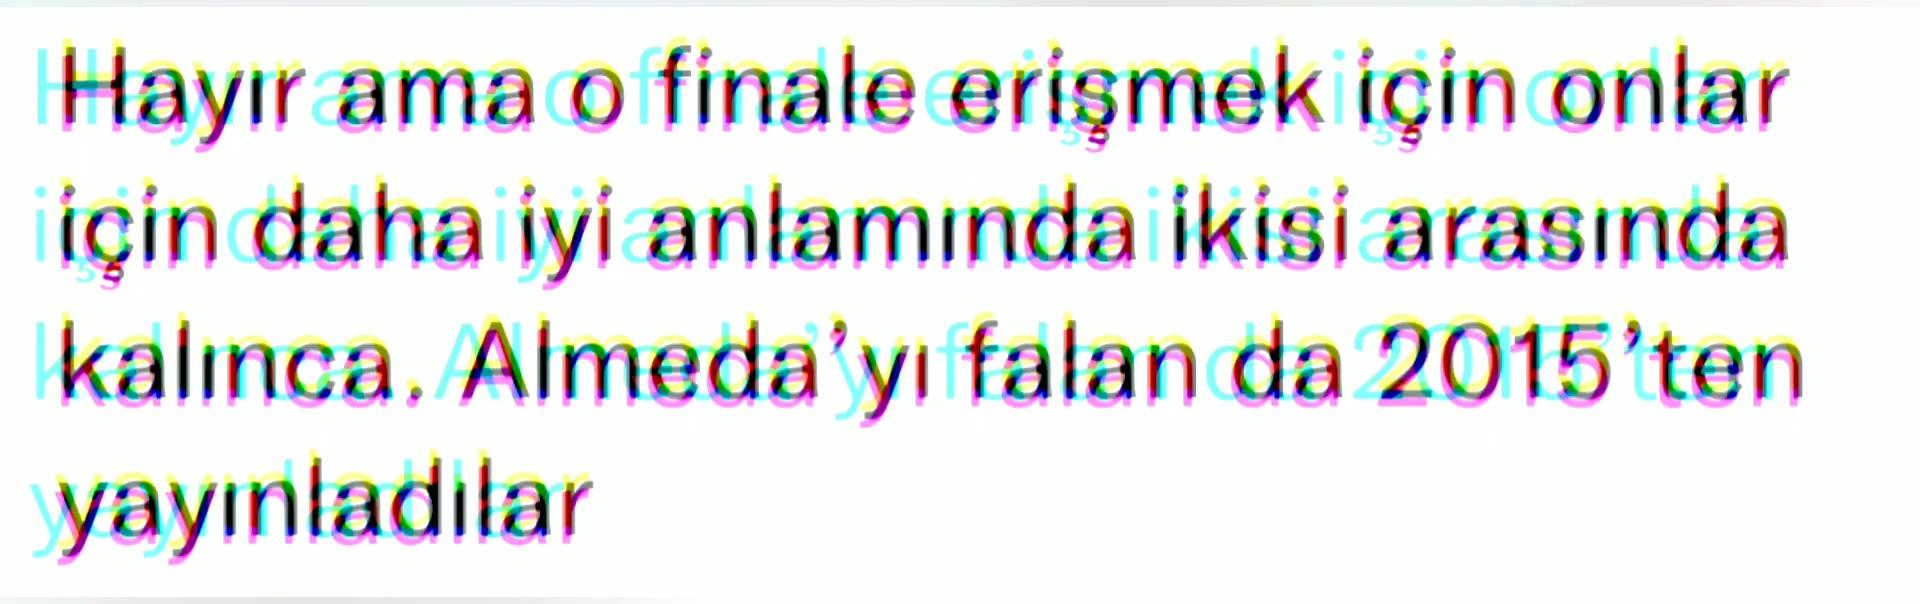 Hayır ama o finale erişmek için onlar
için daha iyi anlamında ikisi arasında
kalınca. Almeda’yı falan da 2015’ten
yayınladılar